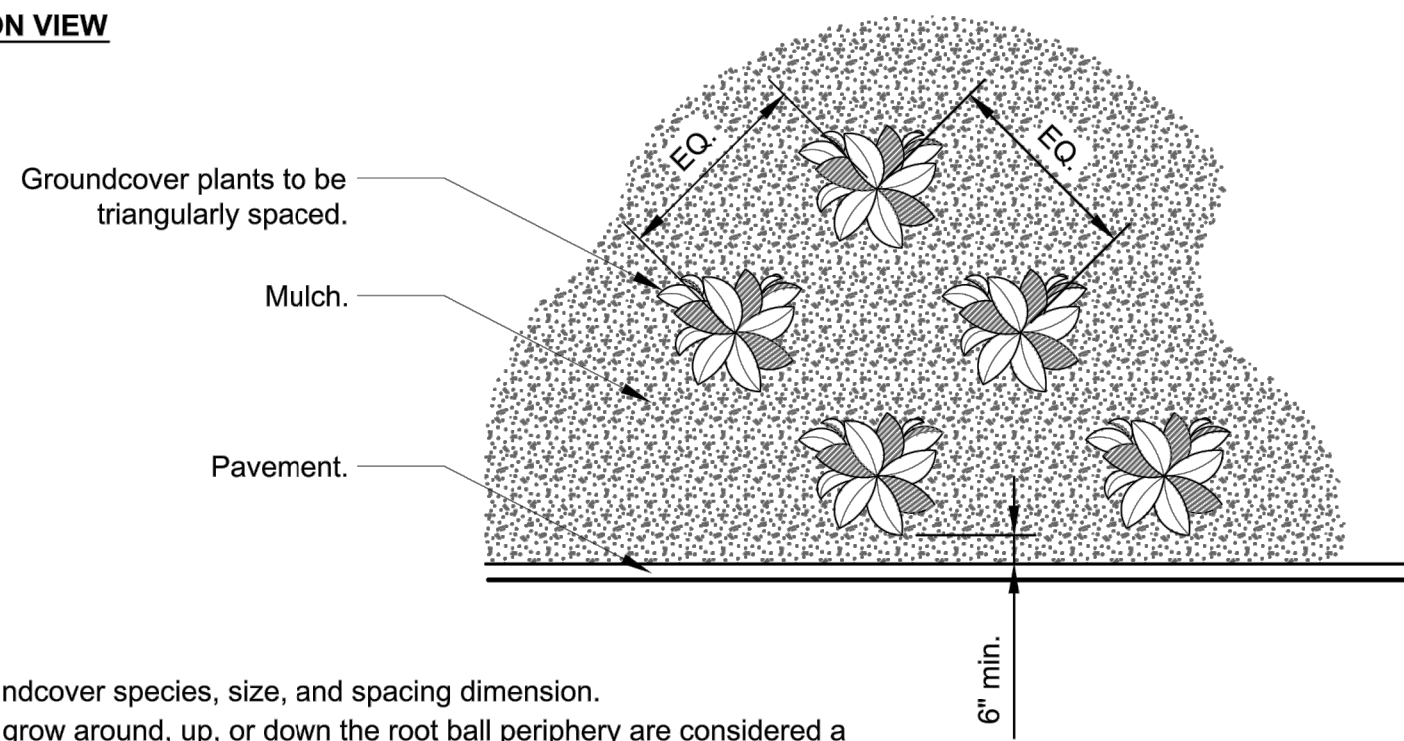 ON VIEW
EQ.
EQ.
Groundcover plants to be
triangularly spaced.
Mulch.
Pavement.
6" min.
ndcover species, size, and spacing dimension.
grow around, up, or down the root ball periphery are considered a